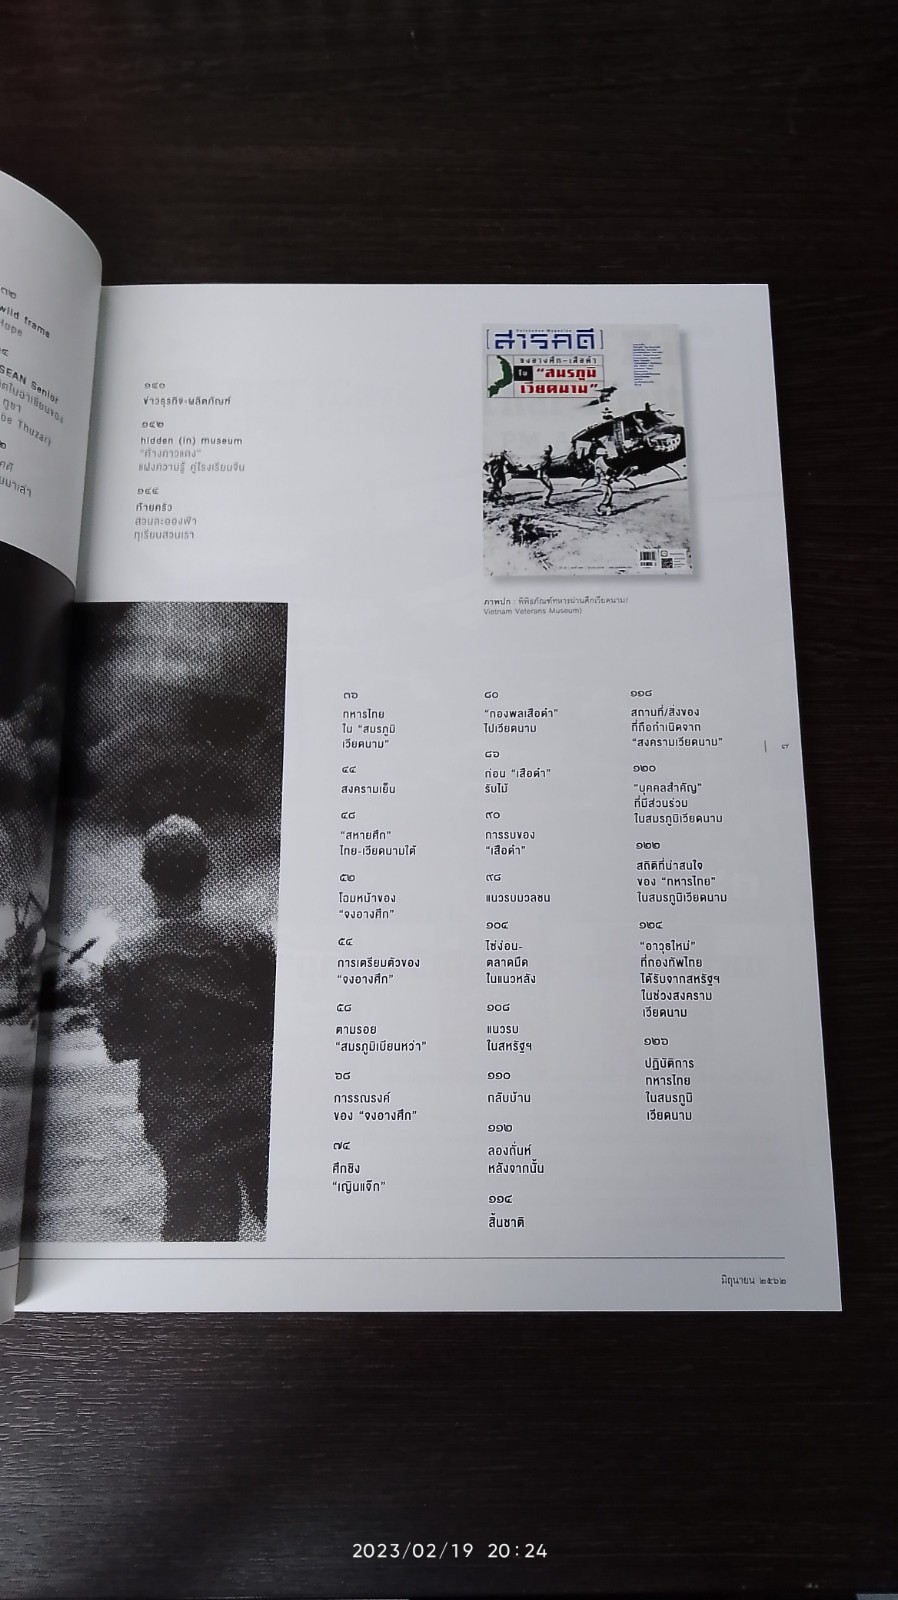 ๓๒
wild frame
Hope
SEAN Senior
๑๔๐
ข่าวธุรกิจ-ผลิตภัณฑ์
๑๔๒
hidden (in) museum
"ค้างคาวแดง"
แฝงความรู้ คู่โรงเรียนจีน
๑๔๔
ท้ายครัว
สวนละอองฟ้า
ทุเรียนสวนเรา
[สารคดี]
จงอางศึก-เสือดำ
ใน "สมรภูมิ
เวียดนาม"
ภาพปก : พิพิธภัณฑ์ทหารผ่านศึกเวียดนาม/
Vietnam Veterans Museum)
๓๖
ทหารไทย
ใน "สมรภูมิ
เวียดนาม"
๔๔
สงครามเย็น
๔๘
"สหายศึก"
ไทย-เวียดนามใต้
๕๒
โฉมหน้าของ
"จงอางศึก"
๕๔
การเตรียมตัวของ
"จงอางศึก"
๕๘
ตามรอย
"สมรภูมิเบียนหว่า"
๖๘
การรณรงค์
ของ "จงอางศึก"
๗๔
ศึกชิง
"เญินแจ๊ก"
๘๐
"กองพลเสือดำ"
ไปเวียดนาม
๘๖
ก่อน "เสือดำ"
รับไม้
๙๐
การรบของ
"เสือดำ"
๙๘
แนวรบมวลชน
๑๐๔
ไซ่ง่อน-
ตลาดมืด
ในแนวหลัง
๑๐๘
แนวรบ
ในสหรัฐฯ
๑๑๐
กลับบ้าน
๑๑๒
ลองถั่นห์
หลังจากนั้น
๑๑๔
สิ้นชาติ
๑๑๘
สถานที่/สิ่งของ
ที่ถือกำเนิดจาก
"สงครามเวียดนาม"
๑๒๐
"บุคคลสำคัญ"
ที่มีส่วนร่วม
ในสมรภูมิเวียดนาม
๑๒๒
สถิติที่น่าสนใจ
ของ "ทหารไทย"
ในสมรภูมิเวียดนาม
๑๒๔
"อาวุธใหม่"
ที่กองทัพไทย
ได้รับจากสหรัฐฯ
ในช่วงสงคราม
เวียดนาม
๑๒๖
ปฏิบัติการ
ทหารไทย
ในสมรภูมิ
เวียดนาม
| ๗
มิถุนายน ๒๕๖๒
2023/02/19 20:24